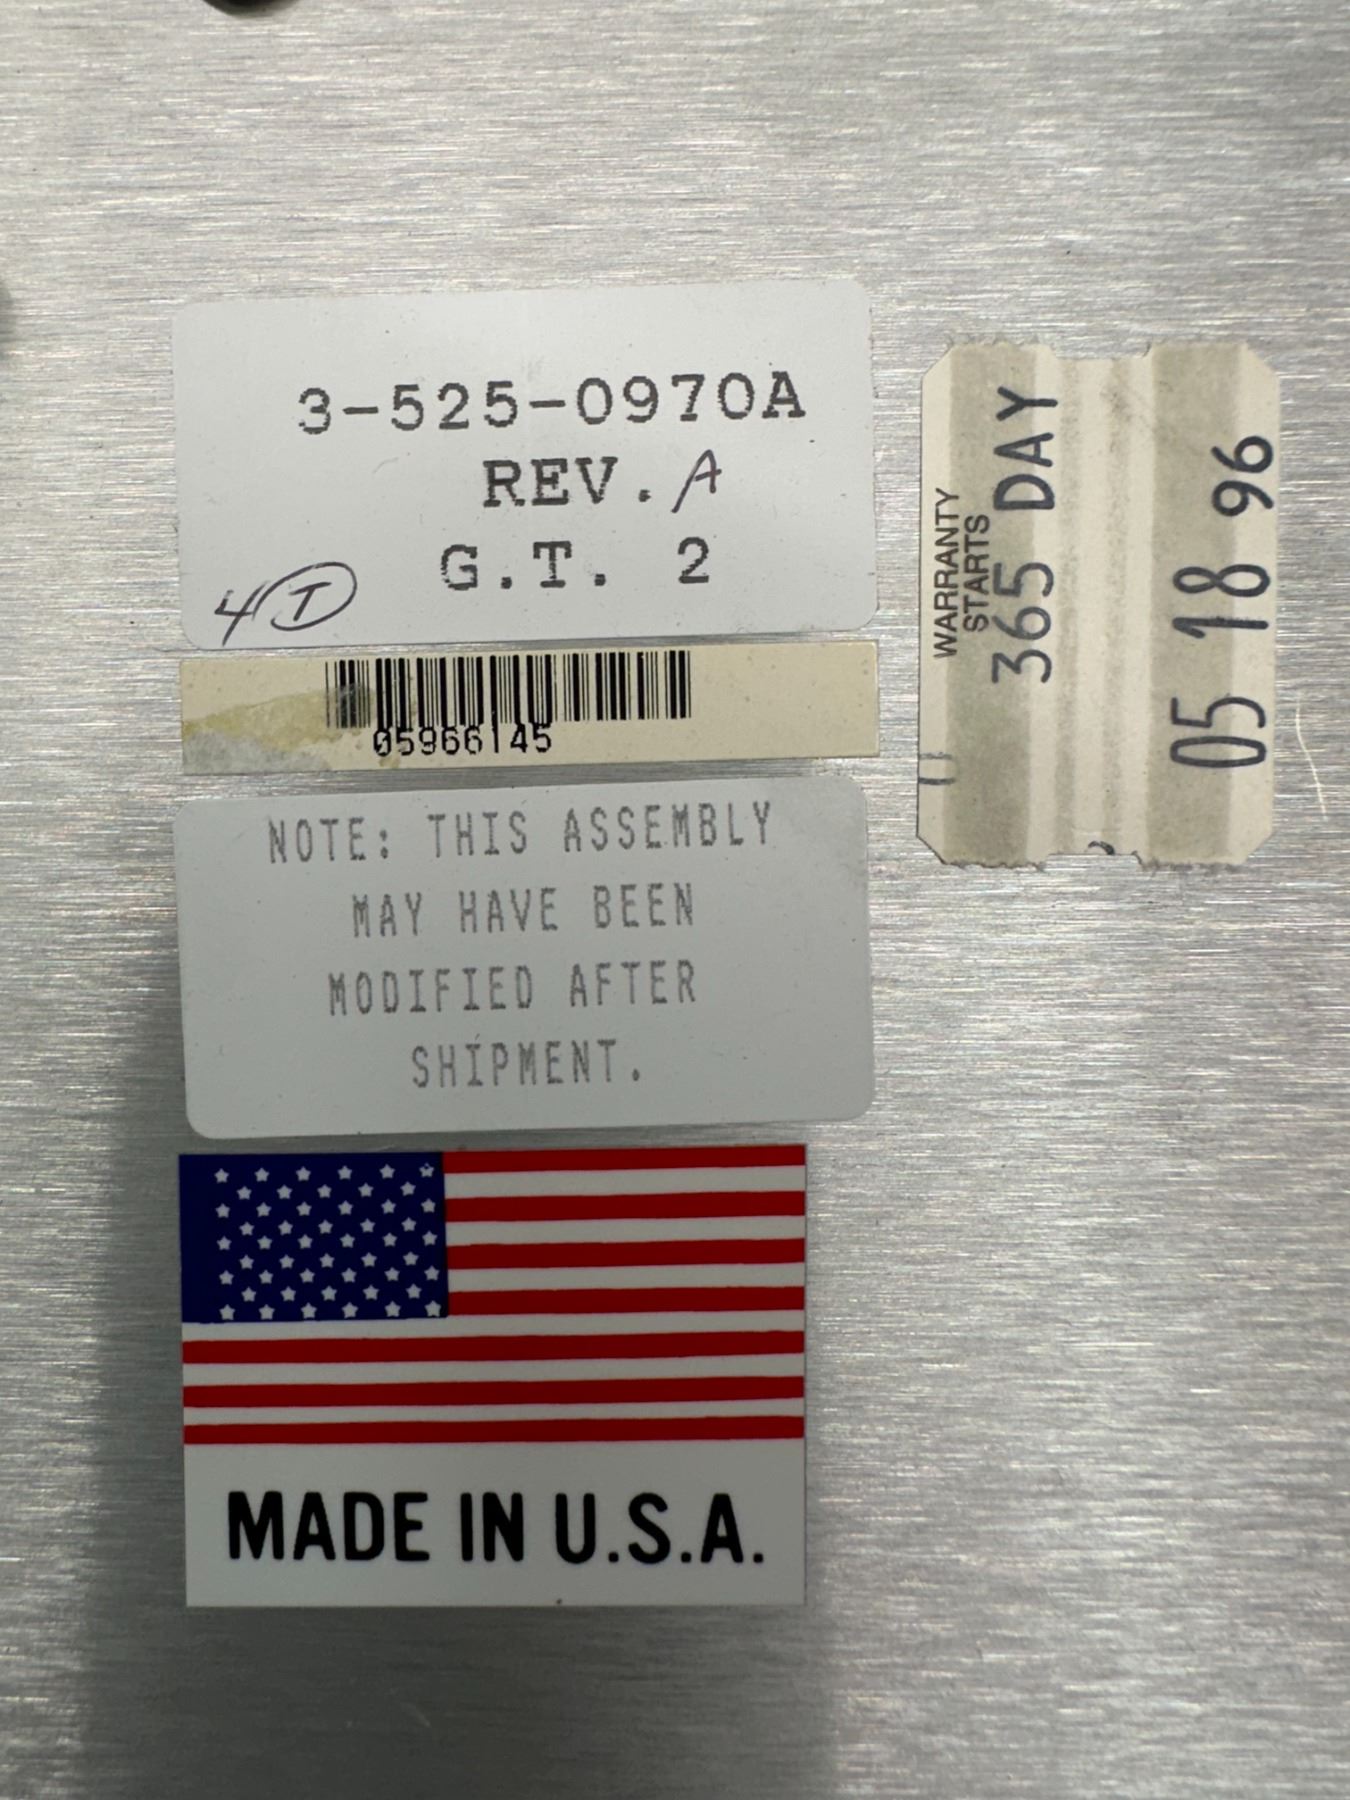 3-525-0970A
REV. A
G.T. 2
4 T
05966145
NOTE: THIS ASSEMBLY
MAY HAVE BEEN
MODIFIED AFTER
SHIPMENT.
MADE IN U.S.A.
WARRANTY
STARTS
365 DAY
05 18 96